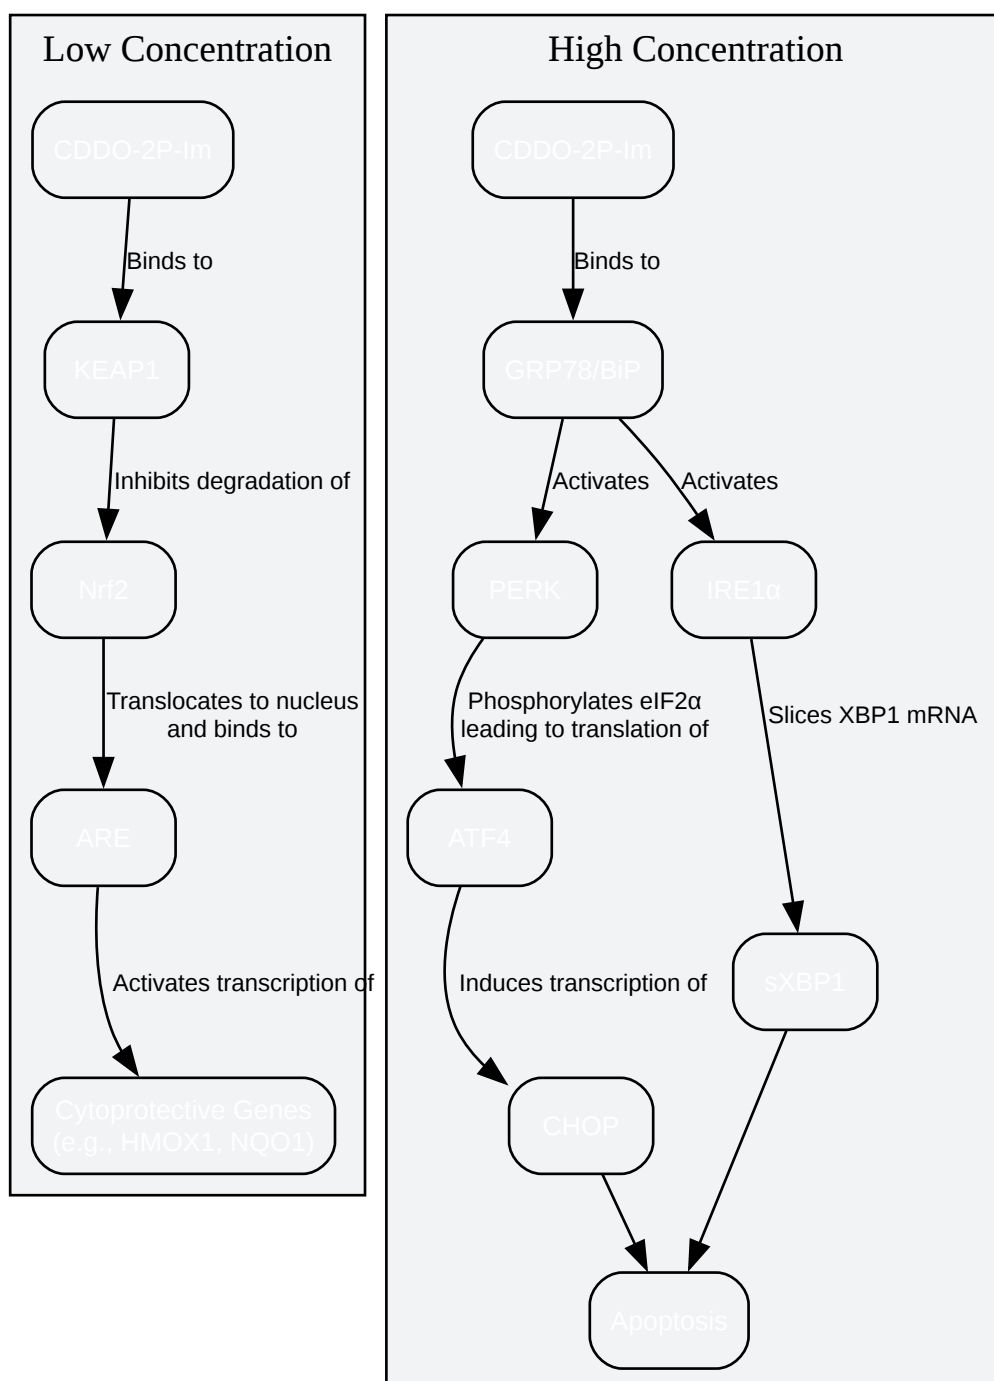 Low Concentration
CDDO-2P-Im
Binds to
KEAP1
Inhibits degradation of
Nrf2
Translocates to nucleus
and binds to
ARE
Activates transcription of
Cytoprotective Genes
(e.g., HMOX1, NQO1)
High Concentration
CDDO-2P-Im
Binds to
GRP78/BiP
Activates
Activates
PERK
IRE1α
Phosphorylates eIF2α
leading to translation of
Slices XBP1 mRNA
ATF4
Induces transcription of
sXBP1
CHOP
Apoptosis